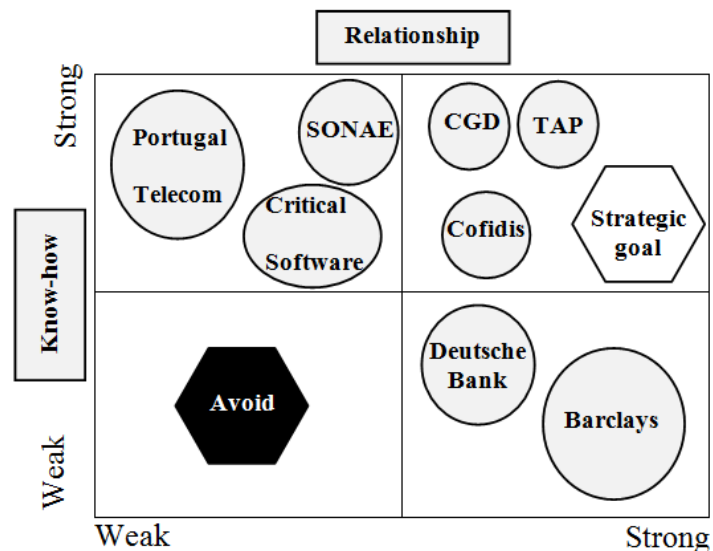 Relationship
Strong
Know-how
Weak
Portugal
Telecom
SONAE
Critical
Software
CGD
TAP
Cofidis
Strategic
goal
Avoid
Deutsche
Bank
Barclays
Weak
Strong